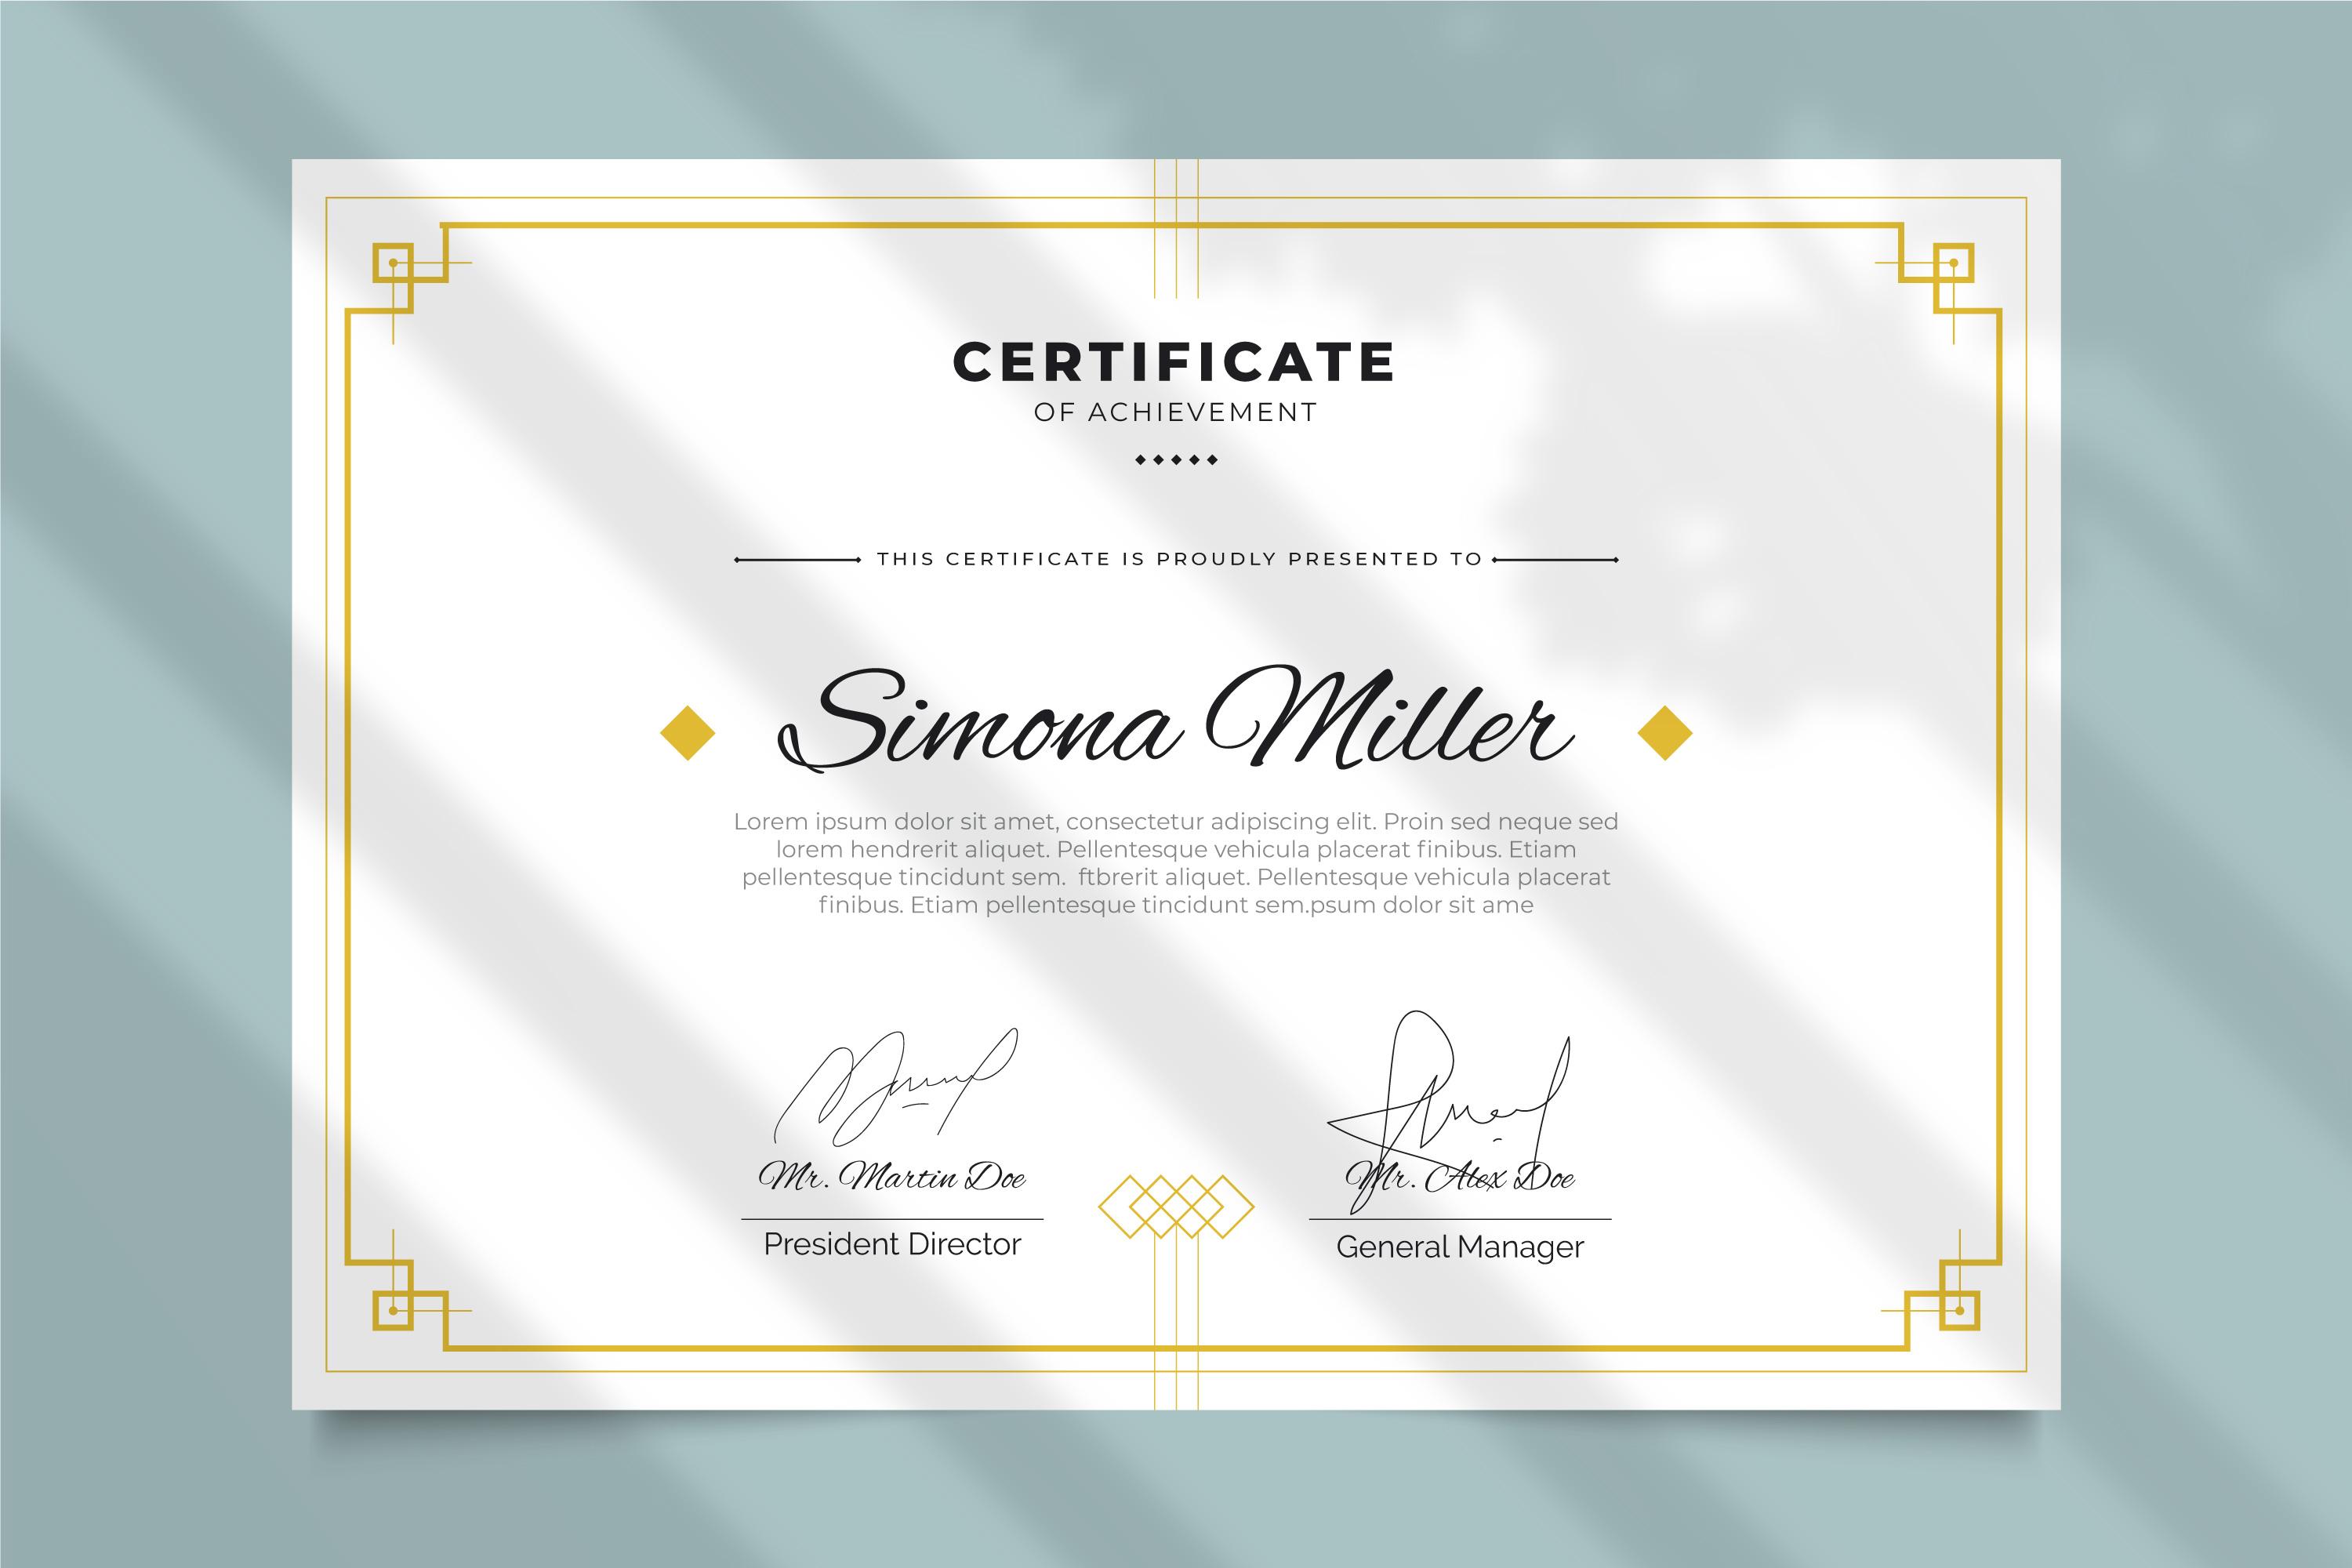 CERTIFICATE
OF ACHIEVEMENT
THIS CERTIFICATE IS PROUDLY PRESENTED TO
Simona Miller
Lorem ipsum dolor sit amet, consectetur adipiscing elit. Proin sed neque sed
lorem hendrerit aliquet. Pellentesque vehicula placerat finibus. Etiam
pellentesque tincidunt sem.  ftbrerit aliquet. Pellentesque vehicula placerat
finibus. Etiam pellentesque tincidunt sem.psum dolor sit ame
Mr. Martin Doe
President Director
Mr. Alex Doe
General Manager